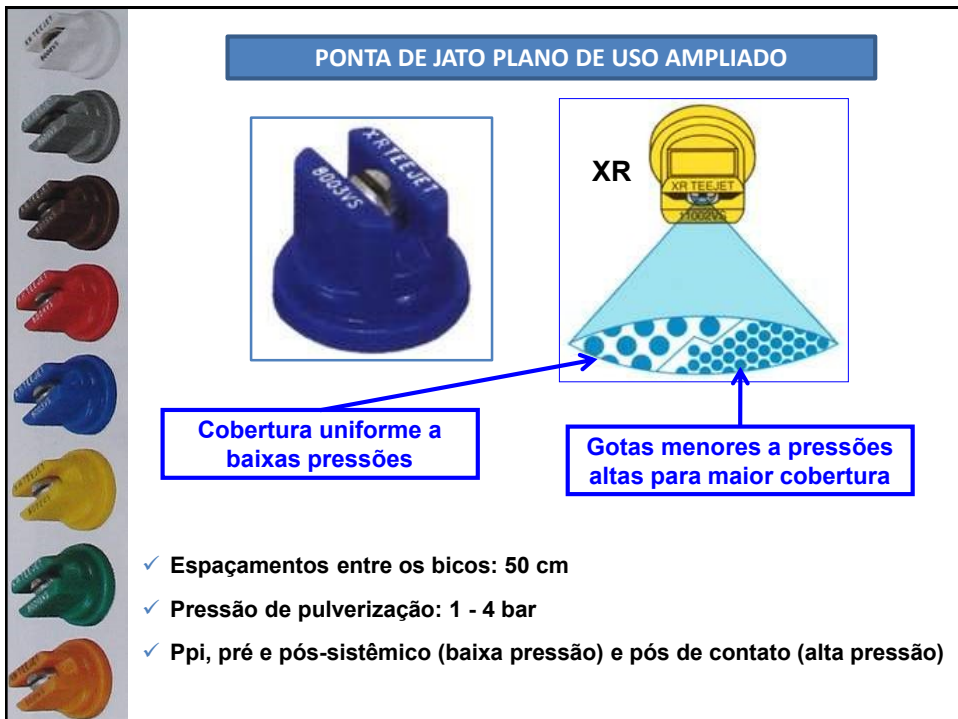 PONTA DE JATO PLANO DE USO AMPLIADO
XR TEEJET
8003VS
XR
XR TEEJET
11002VS
Cobertura uniforme a
baixas pressões
Gotas menores a pressões
altas para maior cobertura
✓ Espaçamentos entre os bicos: 50 cm
✓ Pressão de pulverização: 1 - 4 bar
✓ Ppi, pré e pós-sistêmico (baixa pressão) e pós de contato (alta pressão)